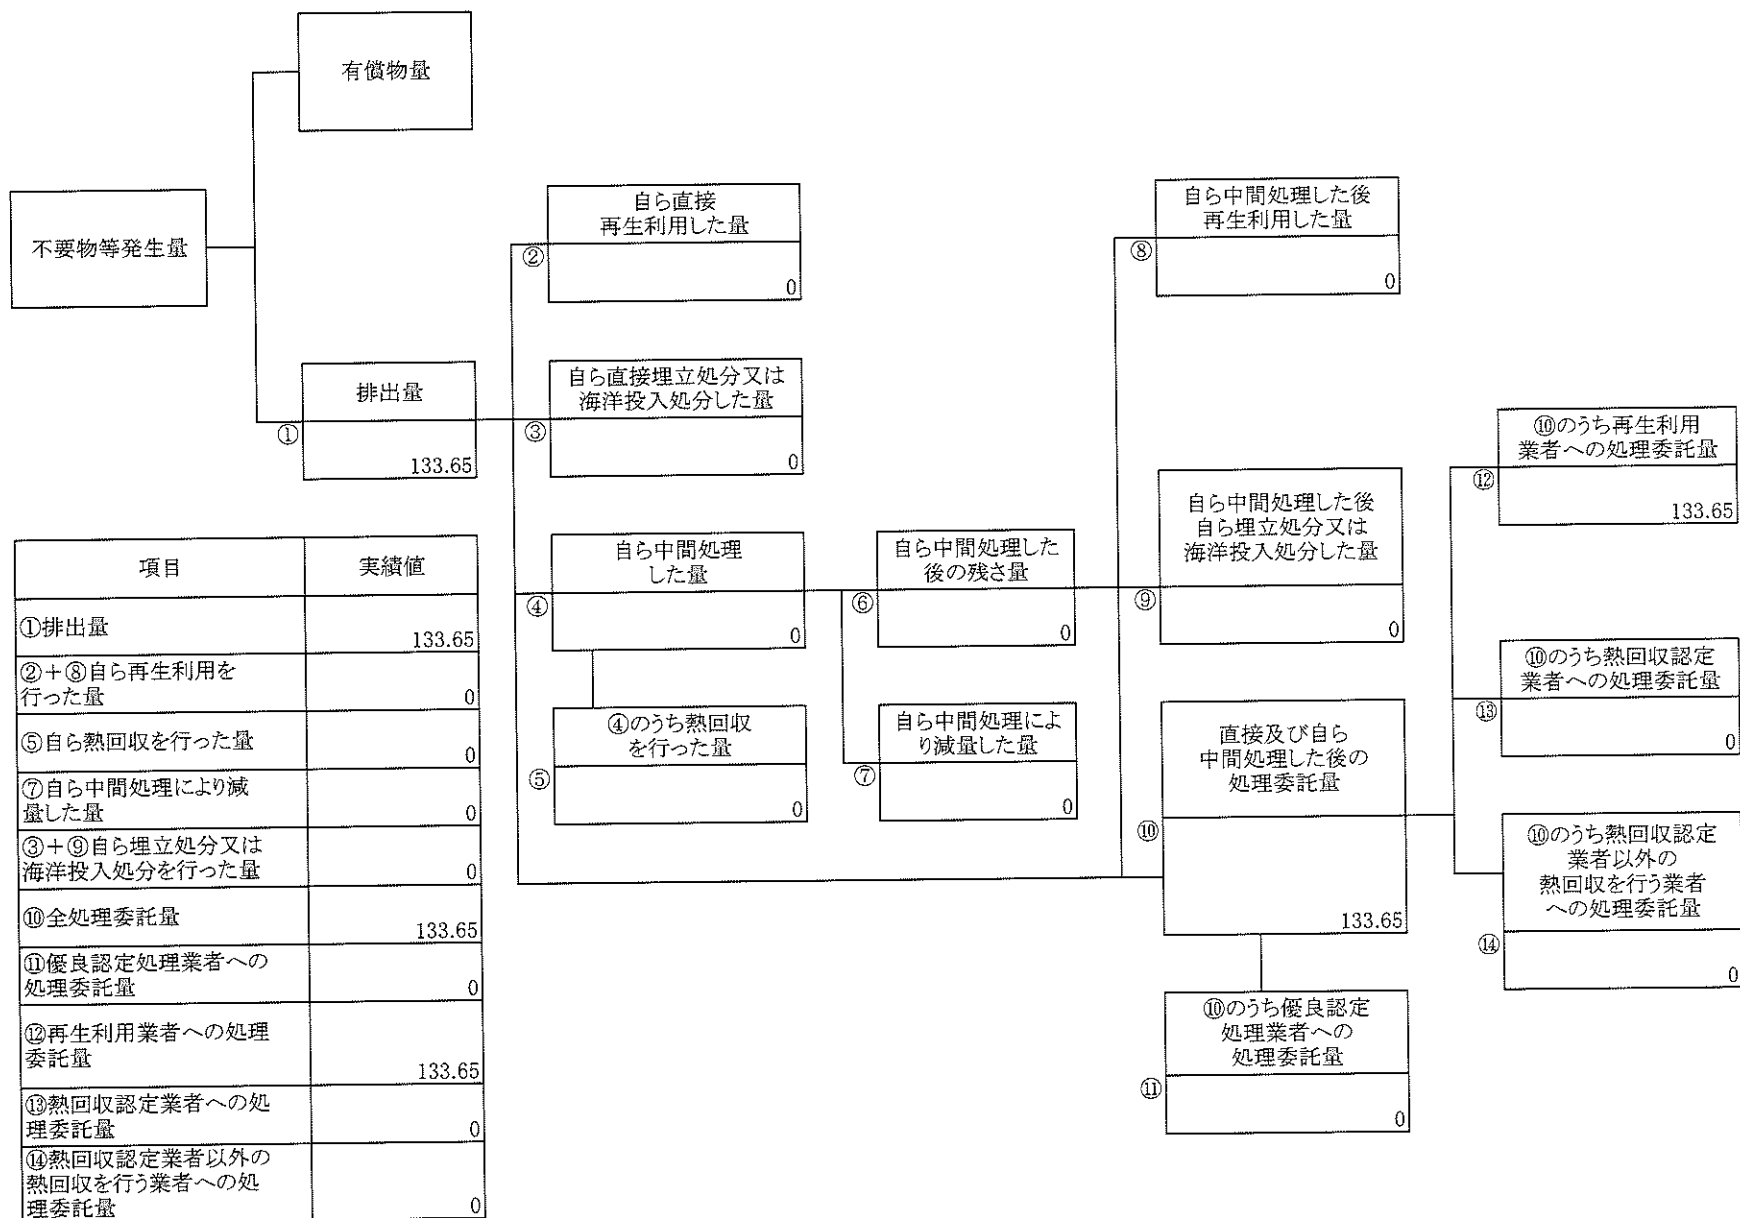 有償物量
不要物等発生量
自ら直接
再生利用した量
②
0
自ら中間処理した後
再生利用した量
⑧
0
排出量
①
133.65
自ら直接埋立処分又は
海洋投入処分した量
③
0
⑩のうち再生利用
業者への処理委託量
⑫
133.65
自ら中間処理
した量
④
0
自ら中間処理した
後の残さ量
⑥
0
自ら中間処理した後
自ら埋立処分又は
海洋投入処分した量
⑨
0
⑩のうち熱回収認定
業者への処理委託量
⑬
0
④のうち熱回収
を行った量
⑤
0
自ら中間処理によ
り減量した量
⑦
0
直接及び自ら
中間処理した後の
処理委託量
⑩
133.65
⑩のうち熱回収認定
業者以外の
熱回収を行う業者
への処理委託量
⑭
0
⑩のうち優良認定
処理業者への
処理委託量
⑪
0
項目 実績値
①排出量 133.65
②+⑧自ら再生利用を
行った量 0
⑤自ら熱回収を行った量 0
⑦自ら中間処理により減
量した量 0
③+⑨自ら埋立処分又は
海洋投入処分を行った量 0
⑩全処理委託量 133.65
⑪優良認定処理業者への
処理委託量 0
⑫再生利用業者への処理
委託量 133.65
⑬熱回収認定業者への処
理委託量 0
⑭熱回収認定業者以外の
熱回収を行う業者への処
理委託量 0